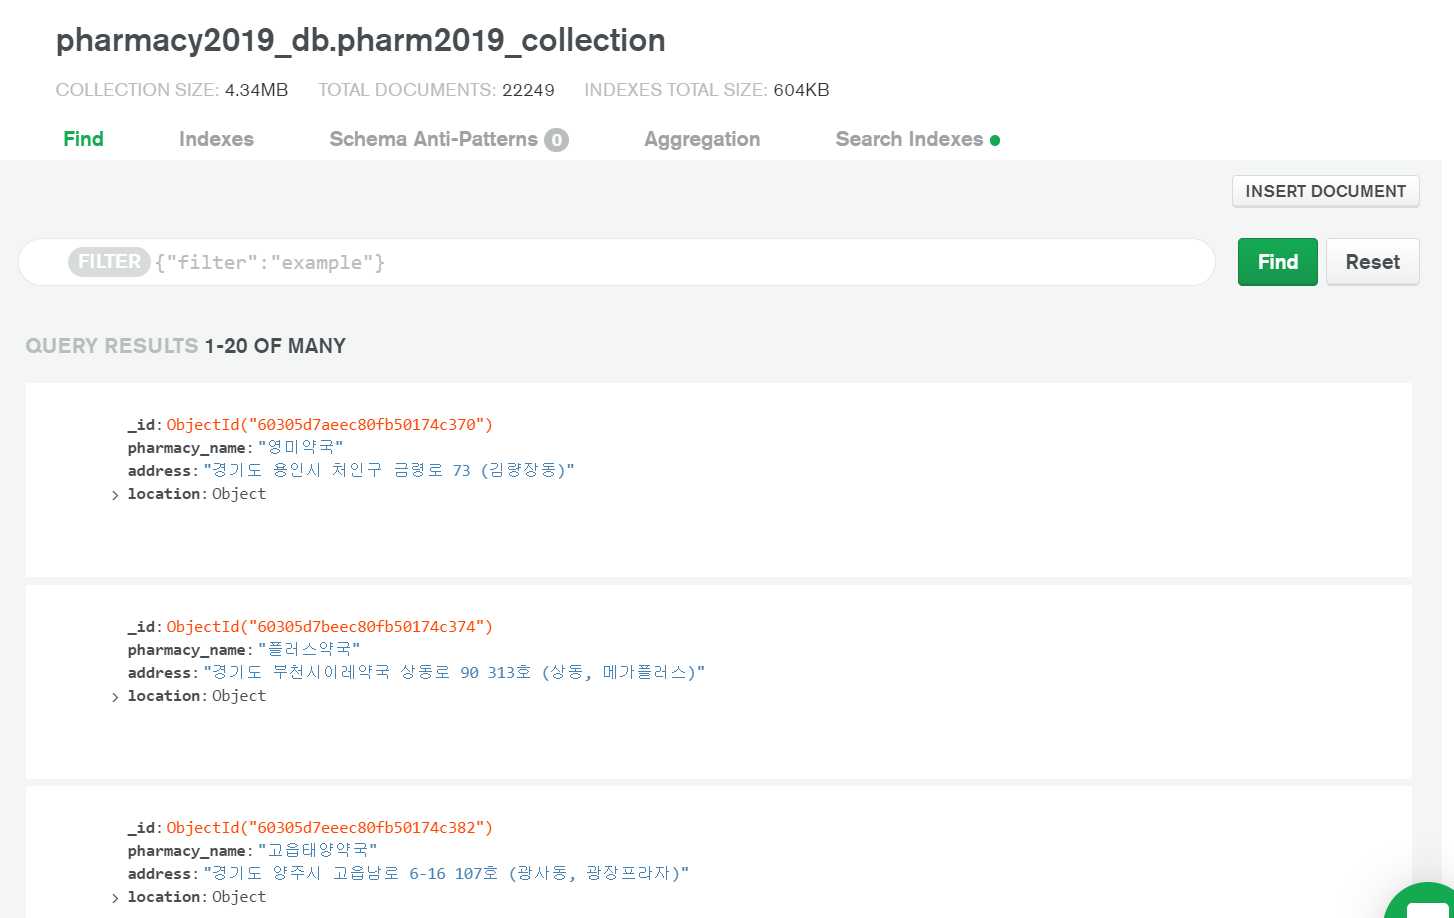 pharmacy2019_db.pharm2019_collection
COLLECTION SIZE: 4.34MB TOTAL DOCUMENTS: 22249 INDEXES TOTAL SIZE: 604KB
Find Indexes Schema Anti-Patterns 0 Aggregation Search Indexes
INSERT DOCUMENT
FILTER {"filter":"example"} Find Reset
QUERY RESULTS 1-20 OF MANY
_id: ObjectId("60305d7aeec80fb50174c370")
pharmacy_name: "영미약국"
address: "경기도 용인시 처인구 금령로 73 (김량장동)"
> location: Object
_id: ObjectId("60305d7beec80fb50174c374")
pharmacy_name: "플러스약국"
address: "경기도 부천시이레약국 상동로 90 313호 (상동, 메가플러스)"
> location: Object
_id: ObjectId("60305d7eeec80fb50174c382")
pharmacy_name: "고읍태양약국"
address: "경기도 양주시 고읍남로 6-16 107호 (광사동, 광장프라자)"
> location: Object